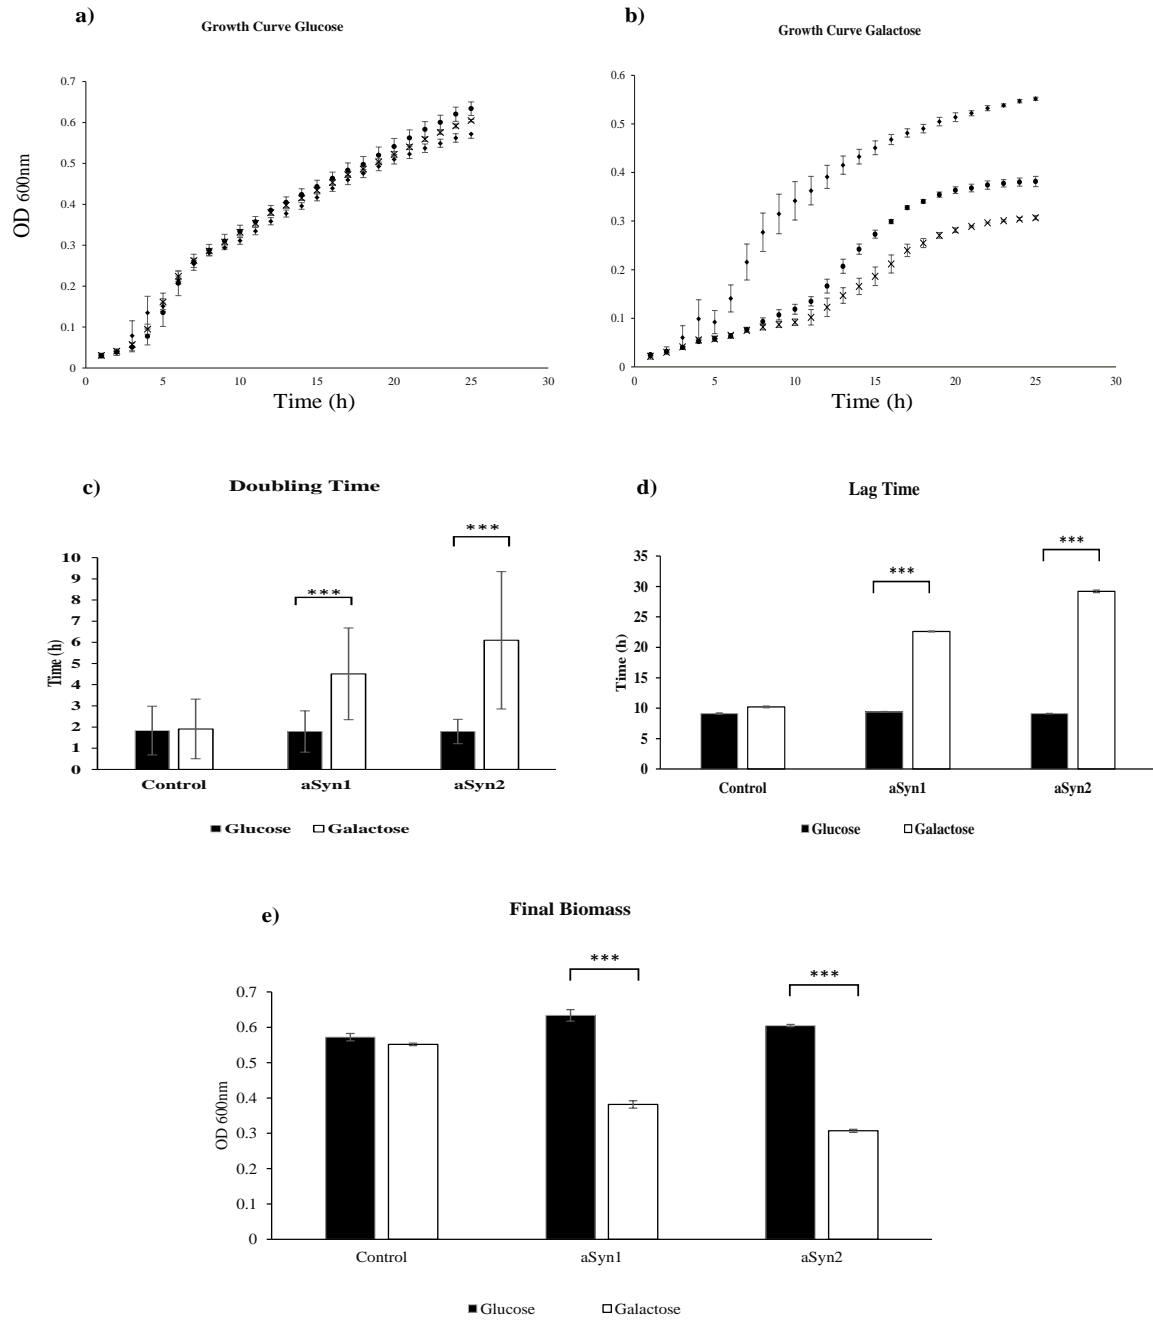 a)
Growth Curve Glucose
OD 600nm
0.7
0.6
0.5
0.4
0.3
0.2
0.1
0
0 5 10 15 20 25 30
Time (h)
b)
Growth Curve Galactose
0.6
0.5
0.4
0.3
0.2
0.1
0
0 5 10 15 20 25 30
Time (h)
c)
Doubling Time
Time (h)
10
9
8
7
6
5
4
3
2
1
0
***
***
Control aSyn1 aSyn2
Glucose Galactose
d)
Lag Time
Time (h)
35
30
25
20
15
10
5
0
***
***
Control aSyn1 aSyn2
Glucose Galactose
e)
Final Biomass
OD 600nm
0.7
0.6
0.5
0.4
0.3
0.2
0.1
0
***
***
Control aSyn1 aSyn2
Glucose Galactose